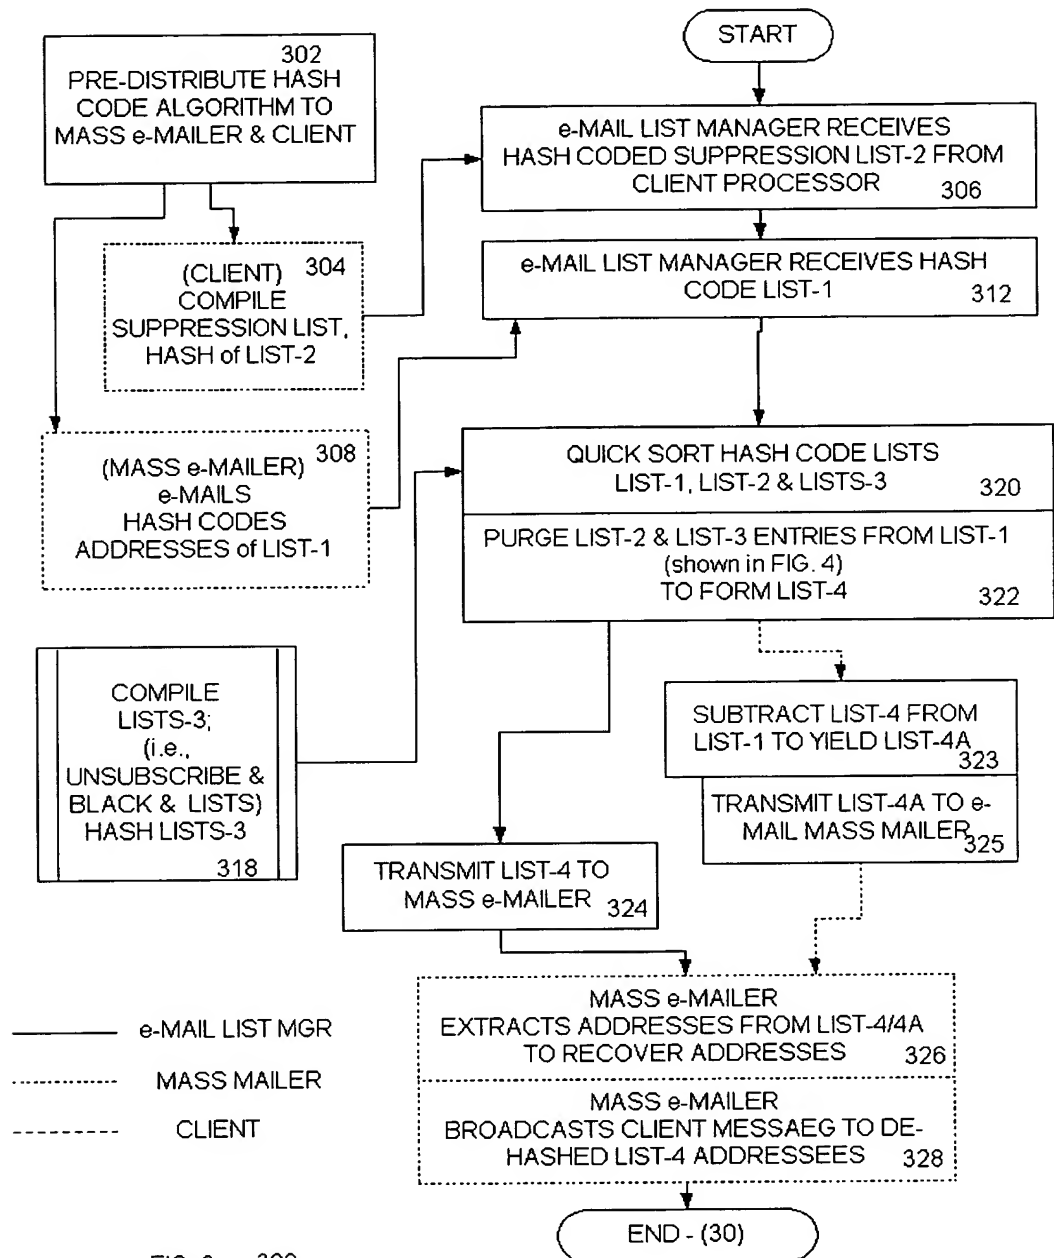 START
302
PRE-DISTRIBUTE HASH
CODE ALGORITHM TO
MASS e-MAILER & CLIENT
e-MAIL LIST MANAGER RECEIVES
HASH CODED SUPPRESSION LIST-2 FROM
CLIENT PROCESSOR
306
(CLIENT) 304
COMPILE
SUPPRESSION LIST,
HASH of LIST-2
e-MAIL LIST MANAGER RECEIVES HASH
CODE LIST-1
312
(MASS e-MAILER) 308
e-MAILS
HASH CODES
ADDRESSES of LIST-1
QUICK SORT HASH CODE LISTS
LIST-1, LIST-2 & LISTS-3
320
PURGE LIST-2 & LIST-3 ENTRIES FROM LIST-1
(shown in FIG. 4)
TO FORM LIST-4
322
COMPILE
LISTS-3;
(i.e.,
UNSUBSCRIBE &
BLACK & LISTS)
HASH LISTS-3
318
SUBTRACT LIST-4 FROM
LIST-1 TO YIELD LIST-4A
323
TRANSMIT LIST-4A TO e-
MAIL MASS MAILER
325
TRANSMIT LIST-4 TO
MASS e-MAILER
324
MASS e-MAILER
EXTRACTS ADDRESSES FROM LIST-4/4A
TO RECOVER ADDRESSES
326
MASS e-MAILER
BROADCASTS CLIENT MESSAEG TO DE-
HASHED LIST-4 ADDRESSEES
328
e-MAIL LIST MGR
MASS MAILER
CLIENT
END - (30)